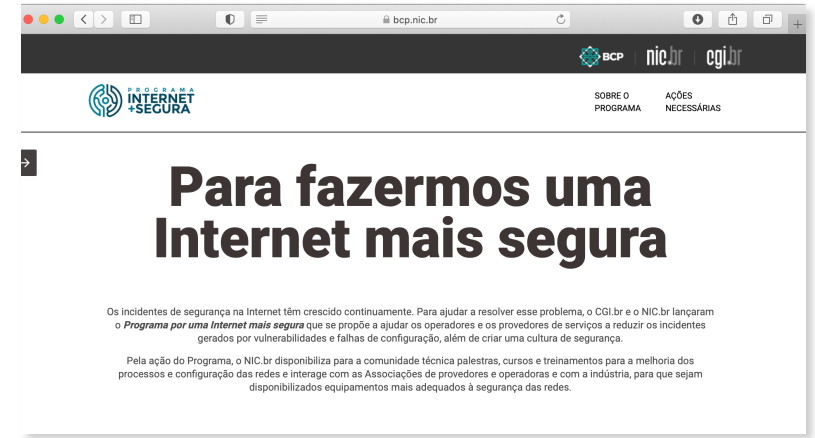 bcp.nic.br
BCP nic.br cgi.br
PROGRAMA
INTERNET
+SEGURA
SOBRE O
PROGRAMA
AÇÕES
NECESSÁRIAS
Para fazermos uma
Internet mais segura
Os incidentes de segurança na Internet têm crescido continuamente. Para ajudar a resolver esse problema, o CGI.br e o NIC.br lançaram
o Programa por uma Internet mais segura que se propõe a ajudar os operadores e os provedores de serviços a reduzir os incidentes
gerados por vulnerabilidades e falhas de configuração, além de criar uma cultura de segurança.
Pela ação do Programa, o NIC.br disponibiliza para a comunidade técnica palestras, cursos e treinamentos para a melhoria dos
processos e configuração das redes e interage com as Associações de provedores e operadoras e com a indústria, para que sejam
disponibilizados equipamentos mais adequados à segurança das redes.